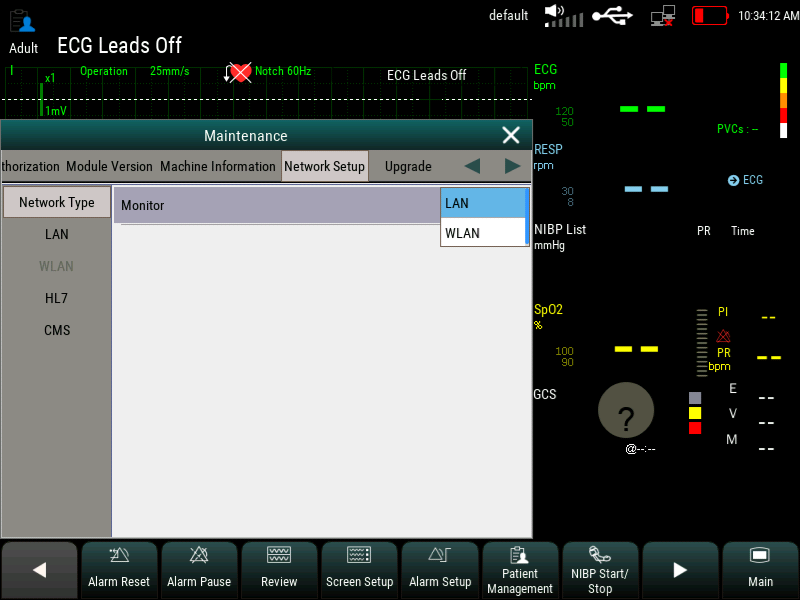 default
10:34:12 AM
Adult
ECG Leads Off
I
x1
Operation
25mm/s
Notch 60Hz
ECG Leads Off
1mV
ECG
bpm
120
50
PVCs : --
Maintenance
thorization
Module Version
Machine Information
Network Setup
Upgrade
RESP
rpm
30
8
ECG
Network Type
LAN
WLAN
HL7
CMS
Monitor
LAN
WLAN
NIBP List
mmHg
PR
Time
SpO2
%
100
90
PI
--
PR
bpm
--
GCS
?
@--:--
E
--
V
--
M
--
Alarm Reset
Alarm Pause
Review
Screen Setup
Alarm Setup
Patient
Management
NIBP Start/
Stop
Main